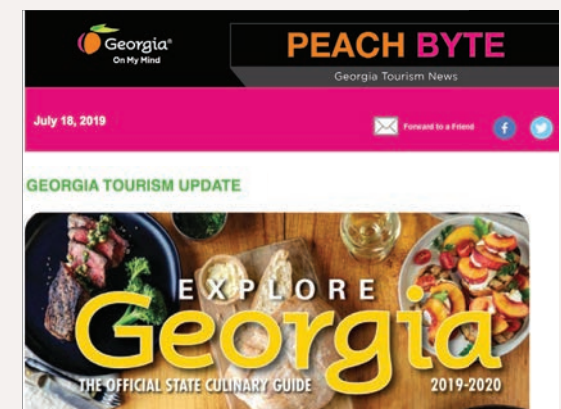 Georgia®
On My Mind
PEACH BYTE
Georgia Tourism News
July 18, 2019
Forward to a Friend
GEORGIA TOURISM UPDATE
EXPLORE
Georgia
THE OFFICIAL STATE CULINARY GUIDE
2019-2020